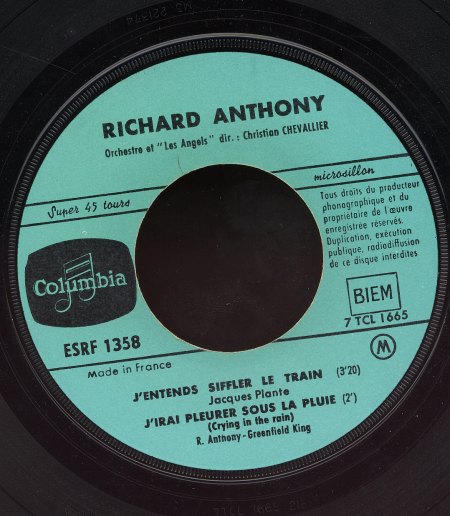 RICHARD ANTHONY
Orchestre et "Les Angels" dir. : Christian CHEVALLIER
Super 45 tours
microsillon
Tous droits du producteur
phonographique et du
propriétaire de l'œuvre
enregistrée réservés.
Duplication, exécution
publique, radiodiffusion
de ce disque interdites
Columbia
BIEM
7 TCL 1665
ESRF 1358
Made in France
M
J'ENTENDS SIFFLER LE TRAIN (3'20)
Jacques Plante
J'IRAI PLEURER SOUS LA PLUIE (2')
(Crying in the rain)
R. Anthony - Greenfield King